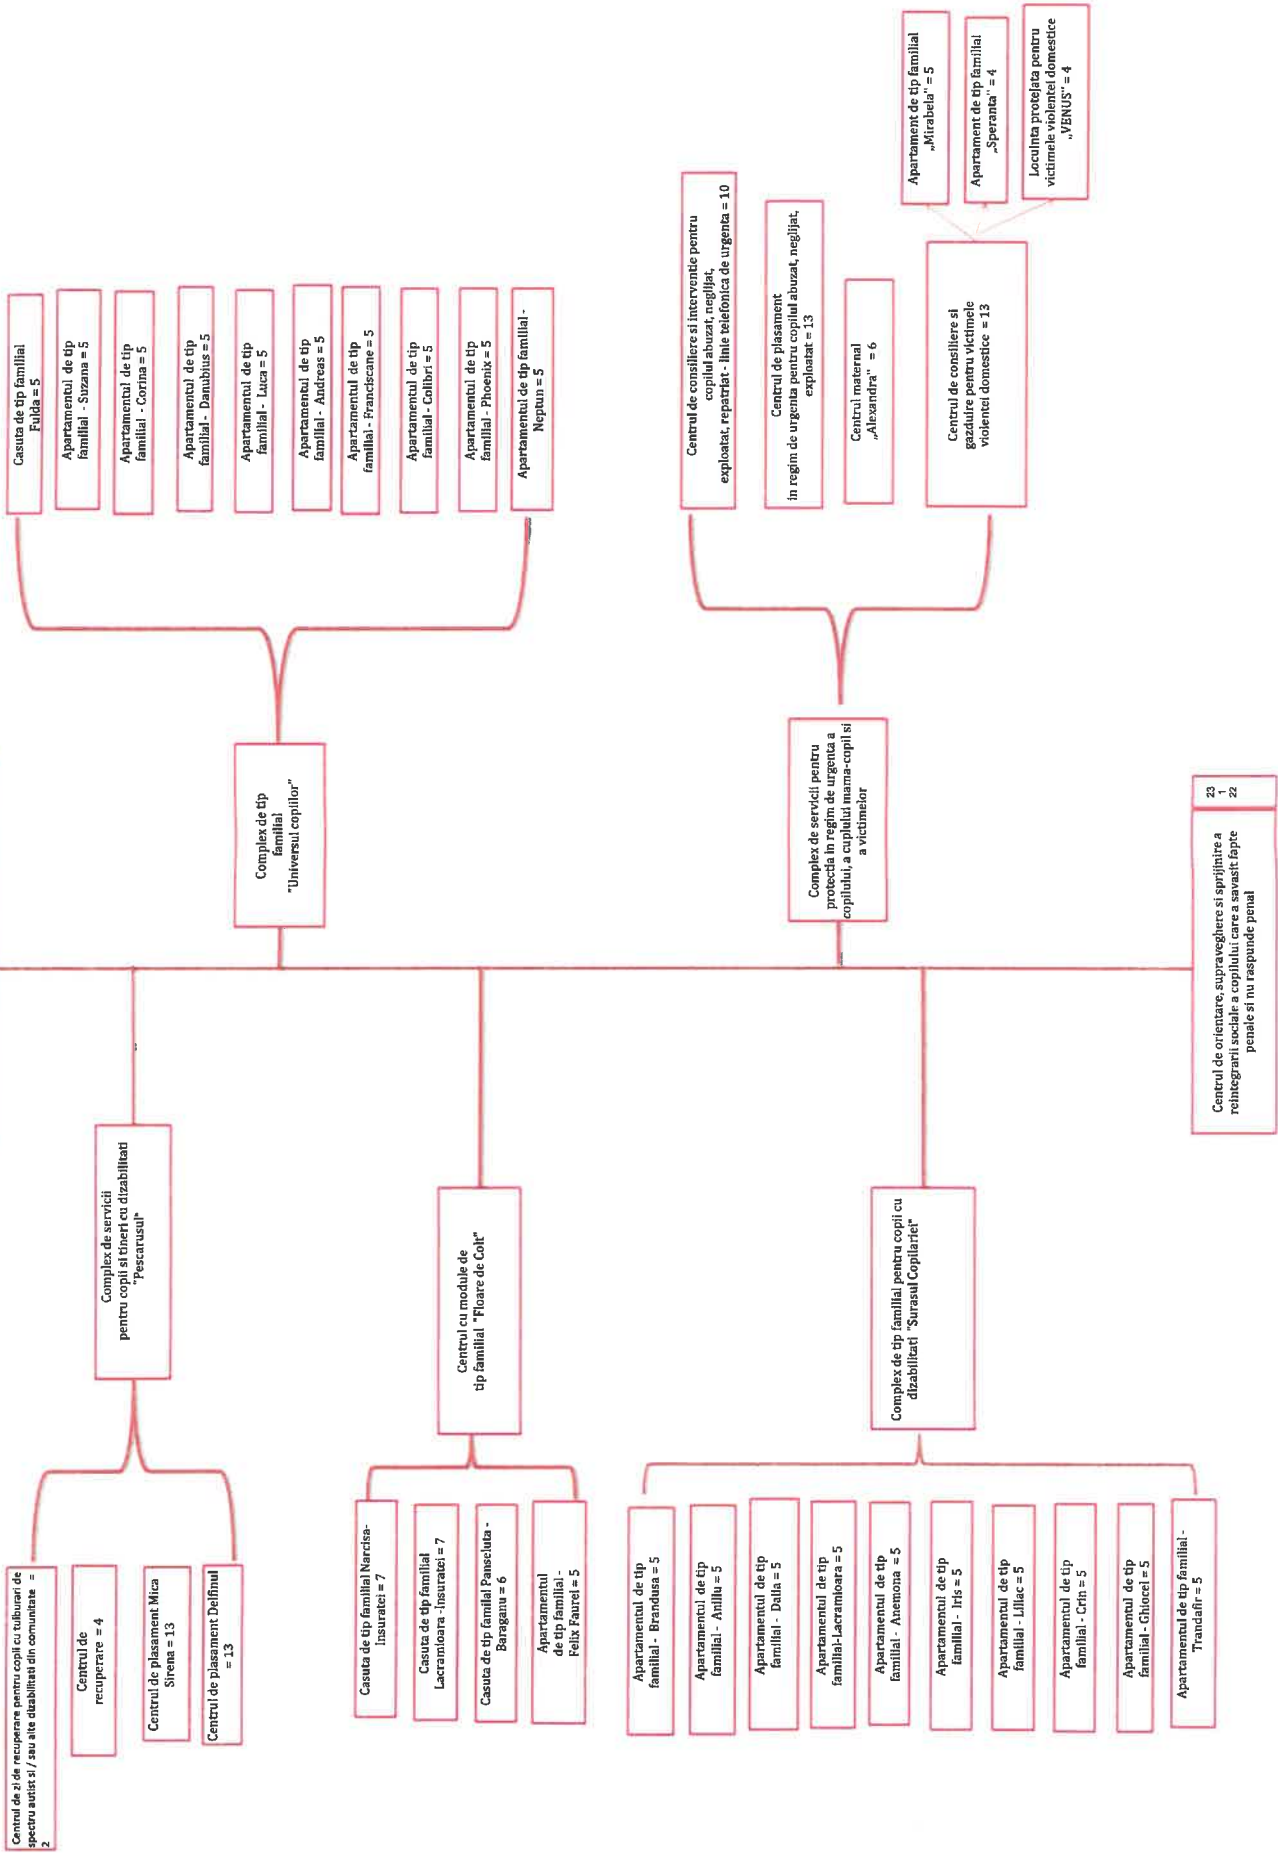 Casuta de tip familial
Fulda = 5
Apartamentul de tip
familial - Suzana = 5
Apartamentul de tip
familial - Corina = 5
Apartamentul de tip
familial - Danubius = 5
Apartamentul de tip
familial - Luca = 5
Apartamentul de tip
familial - Andreas = 5
Apartamentul de tip
familial - Franciscane = 5
Apartamentul de tip
familial - Colibri = 5
Apartamentul de tip
familial - Phoenix = 5
Apartamentul de tip familial -
Neptun = 5
Complex de tip
familial
"Universul copiilor"
Centrul de consiliere si interventie pentru
copilul abuzat, neglijat,
exploatat, repatriat - linie telefonica de urgenta = 10
Centrul de plasament
in regim de urgenta pentru copilul abuzat, neglijat,
exploatat = 13
Centrul maternal
„Alexandra” = 6
Centrul de consiliere si
gazduire pentru victimele
violentei domestice = 13
Apartament de tip familial
„Mirabela” = 5
Apartament de tip familial
„Speranta” = 4
Locuinta protejata pentru
victimele violentei domestice
„VENUS” = 4
Complex de servicii pentru
protectia in regim de urgenta a
copilului, a cuplului mama-copil si
a victimelor
Complex de servicii
pentru copii si tineri cu dizabilitati
"Pescarusul"
Centrul de zi de recuperare pentru copii cu tulburari de
spectru autist si / sau alte dizabilitati din comunitate =
2
Centrul de
recuperare = 4
Centrul de plasament Mica
Sirena = 13
Centrul de plasament Delfinul
= 13
Centrul cu module de
tip familial "Floare de Colt"
Casuta de tip familial Narcisa-
Insuratei = 7
Casuta de tip familial
Lacramioara -Insuratei = 7
Casuta de tip familal Panseluta -
Baraganu = 6
Apartamentul
de tip familial -
Felix Faurei = 5
Complex de tip familial pentru copii cu
dizabilitati "Surasul Copilariei"
Apartamentul de tip
familial - Brandusa = 5
Apartamentul de tip
familial - Anilu = 5
Apartamentul de tip
familial - Dalia = 5
Apartamentul de tip
familial-Lacramioara = 5
Apartamentul de tip
familial - Anemona = 5
Apartamentul de tip
familial - Iris = 5
Apartamentul de tip
familial - Liliac = 5
Apartamentul de tip
familial - Crin = 5
Apartamentul de tip
familial - Ghiocel = 5
Apartamentul de tip familial -
Trandafir = 5
Centrul de orientare, supraveghere si sprijinire a
reintegrarii sociale a copilului care a savasit fapte
penale si nu raspunde penal
23
1
22